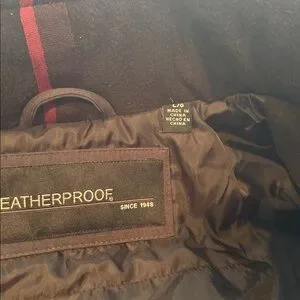 L/G
MADE IN
CHINA
HECHO EN
CHINA
EATHERPROOF®
SINCE 1948